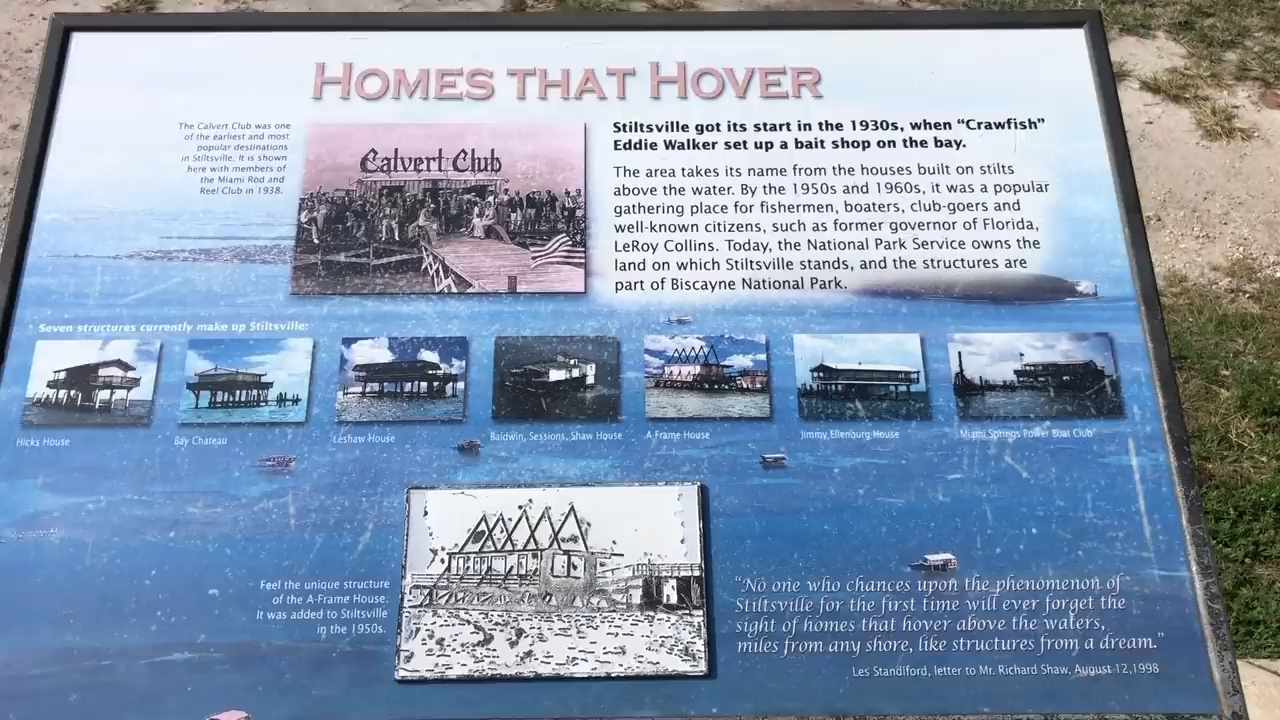 HOMES THAT HOVER
The Calvert Club was one
of the earliest and most
popular destinations
in Stiltsville. It is shown
here with members of
the Miami Rod and
Reel Club in 1938.
Calvert Club
Stiltsville got its start in the 1930s, when "Crawfish"
Eddie Walker set up a bait shop on the bay.
The area takes its name from the houses built on stilts
above the water. By the 1950s and 1960s, it was a popular
gathering place for fishermen, boaters, club-goers and
well-known citizens, such as former governor of Florida,
LeRoy Collins. Today, the National Park Service owns the
land on which Stiltsville stands, and the structures are
part of Biscayne National Park.
Seven structures currently make up Stiltsville:
Hicks House
Bay Chateau
Leshaw House
Baldwin, Sessions, Shaw House
A-Frame House
Jimmy Ellenburg House
Miami Springs Power Boat Club
Feel the unique structure
of the A-Frame House.
It was added to Stiltsville
in the 1950s.
"No one who chances upon the phenomenon of
Stiltsville for the first time will ever forget the
sight of homes that hover above the waters,
miles from any shore, like structures from a dream."
Les Standiford, letter to Mr. Richard Shaw, August 12,1998